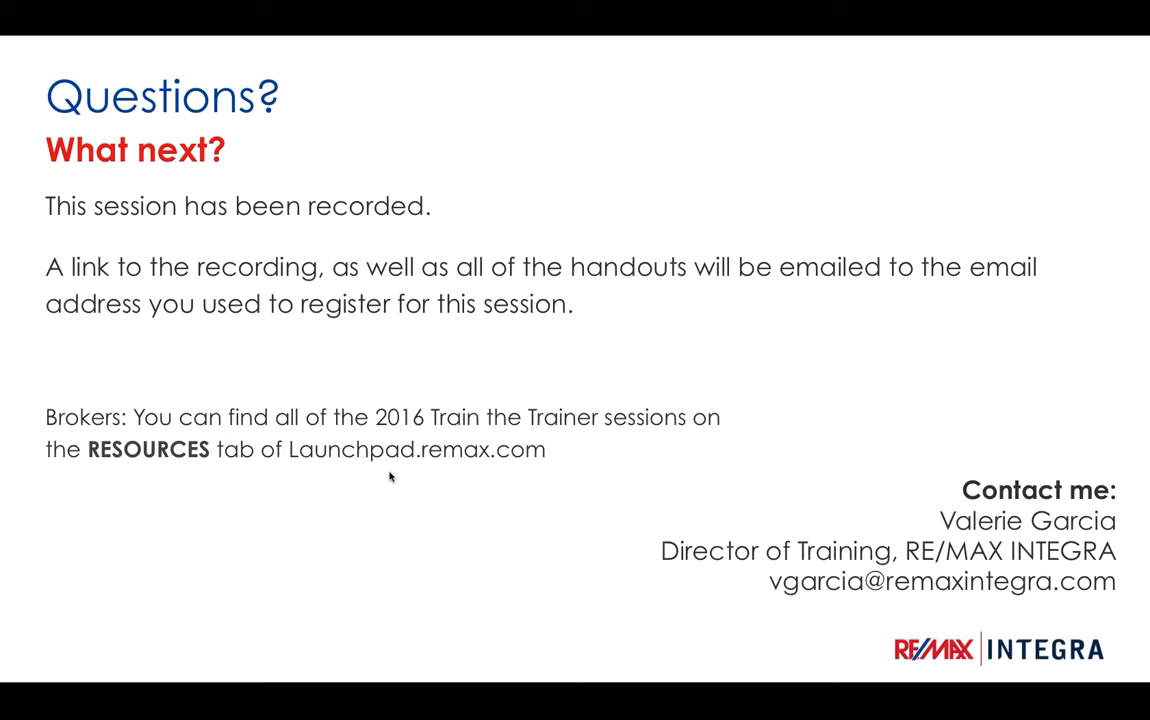 Questions?
What next?
This session has been recorded.
A link to the recording, as well as all of the handouts will be emailed to the email
address you used to register for this session.
Brokers: You can find all of the 2016 Train the Trainer sessions on
the RESOURCES tab of Launchpad.remax.com
Contact me:
Valerie Garcia
Director of Training, RE/MAX INTEGRA
vgarcia@remaxintegra.com
RE/MAX INTEGRA